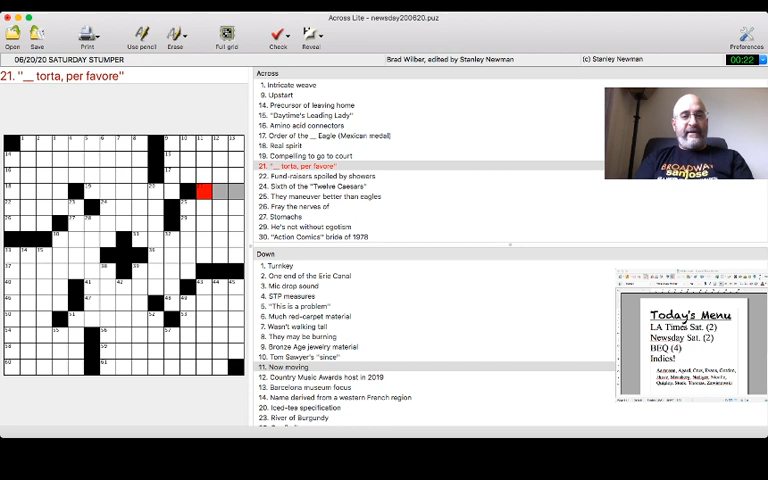 Across Lite - newsday200620.puz
Open
Save
Print
Use pencil
Erase
Full grid
Check
Reveal
Preferences
06/20/20 SATURDAY STUMPER
Brad Wilber, edited by Stanley Newman
(c) Stanley Newman
00:22
21. "__ torta, per favore"
Across
1. Intricate weave
9. Upstart
14. Precursor of leaving home
15. "Daytime's Leading Lady"
16. Amino acid connectors
17. Order of the __ Eagle (Mexican medal)
18. Real spirit
19. Compelling to go to court
21. "__ torta, per favore"
22. Fund-raisers spoiled by showers
24. Sixth of the "Twelve Caesars"
25. They maneuver better than eagles
26. Fray the nerves of
27. Stomachs
29. He's not without egotism
30. "Action Comics" bride of 1978
Down
1. Turnkey
2. One end of the Erie Canal
3. Mic drop sound
4. STP measures
5. "This is a problem"
6. Much red-carpet material
7. Wasn't walking tall
8. They may be burning
9. Bronze Age jewelry material
10. Tom Sawyer's "since"
11. Now moving
12. Country Music Awards host in 2019
13. Barcelona museum focus
14. Name derived from a western French region
20. Iced-tea specification
23. River of Burgundy
BROADWAY
sanjose
Today's Menu
LA Times Sat. (2)
Newsday Sat. (2)
BEQ (4)
Indies!